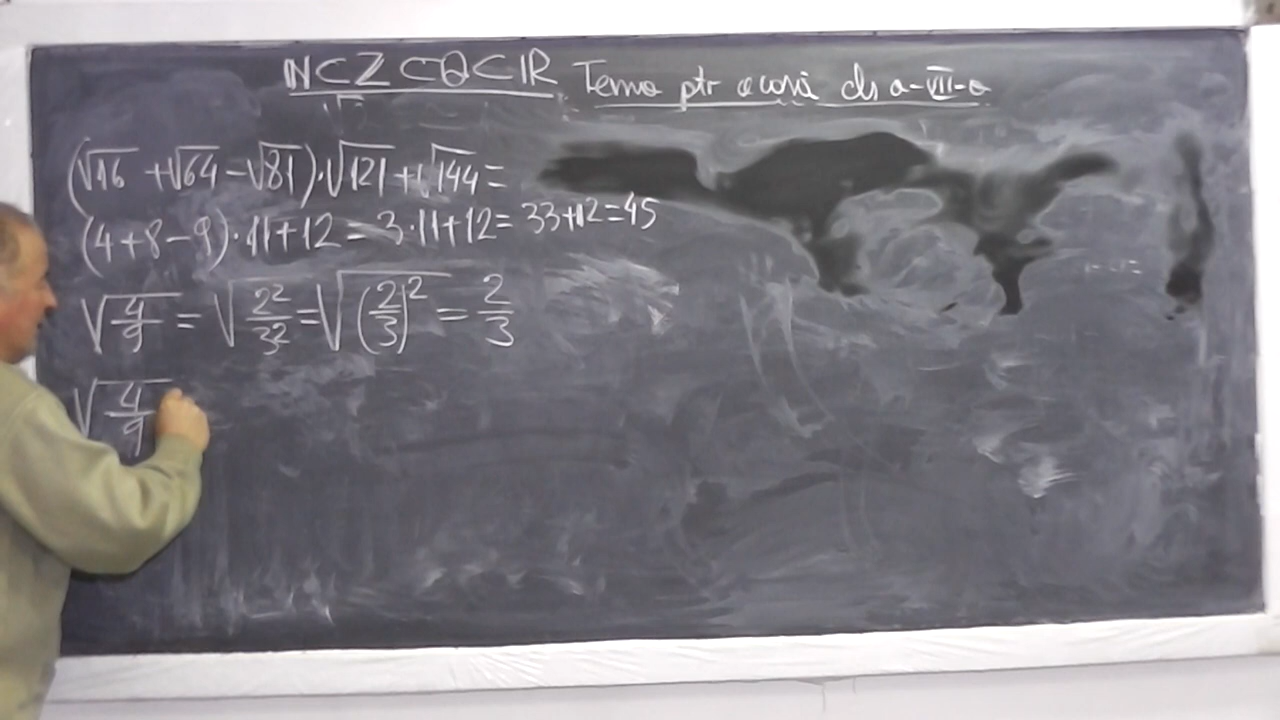 N⊂Z⊂Q⊂R Tema ptr acasă cls a-VII-a
(√16 +√64 -√81)·√121+√144=
(4+8-9)·11+12=3·11+12=33+12=45
√(4/9) = √(2²/3²) = √((2/3)²) = 2/3
√(4/9)